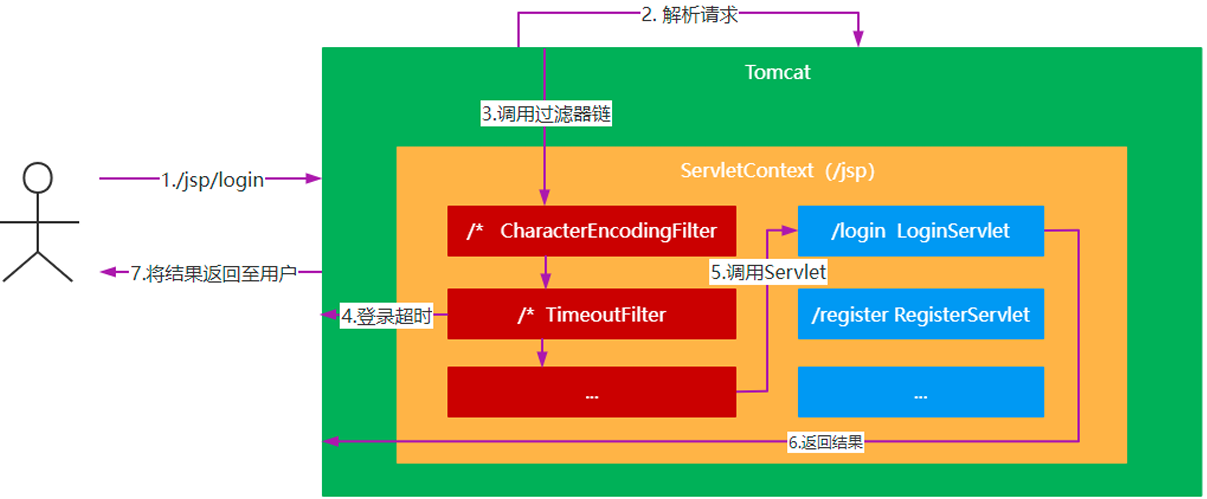 2. 解析请求
Tomcat
3.调用过滤器链
ServletContext（/jsp）
1./jsp/login
/* CharacterEncodingFilter
/login LoginServlet
7.将结果返回至用户
5.调用Servlet
4.登录超时
/* TimeoutFilter
/register RegisterServlet
...
...
6.返回结果